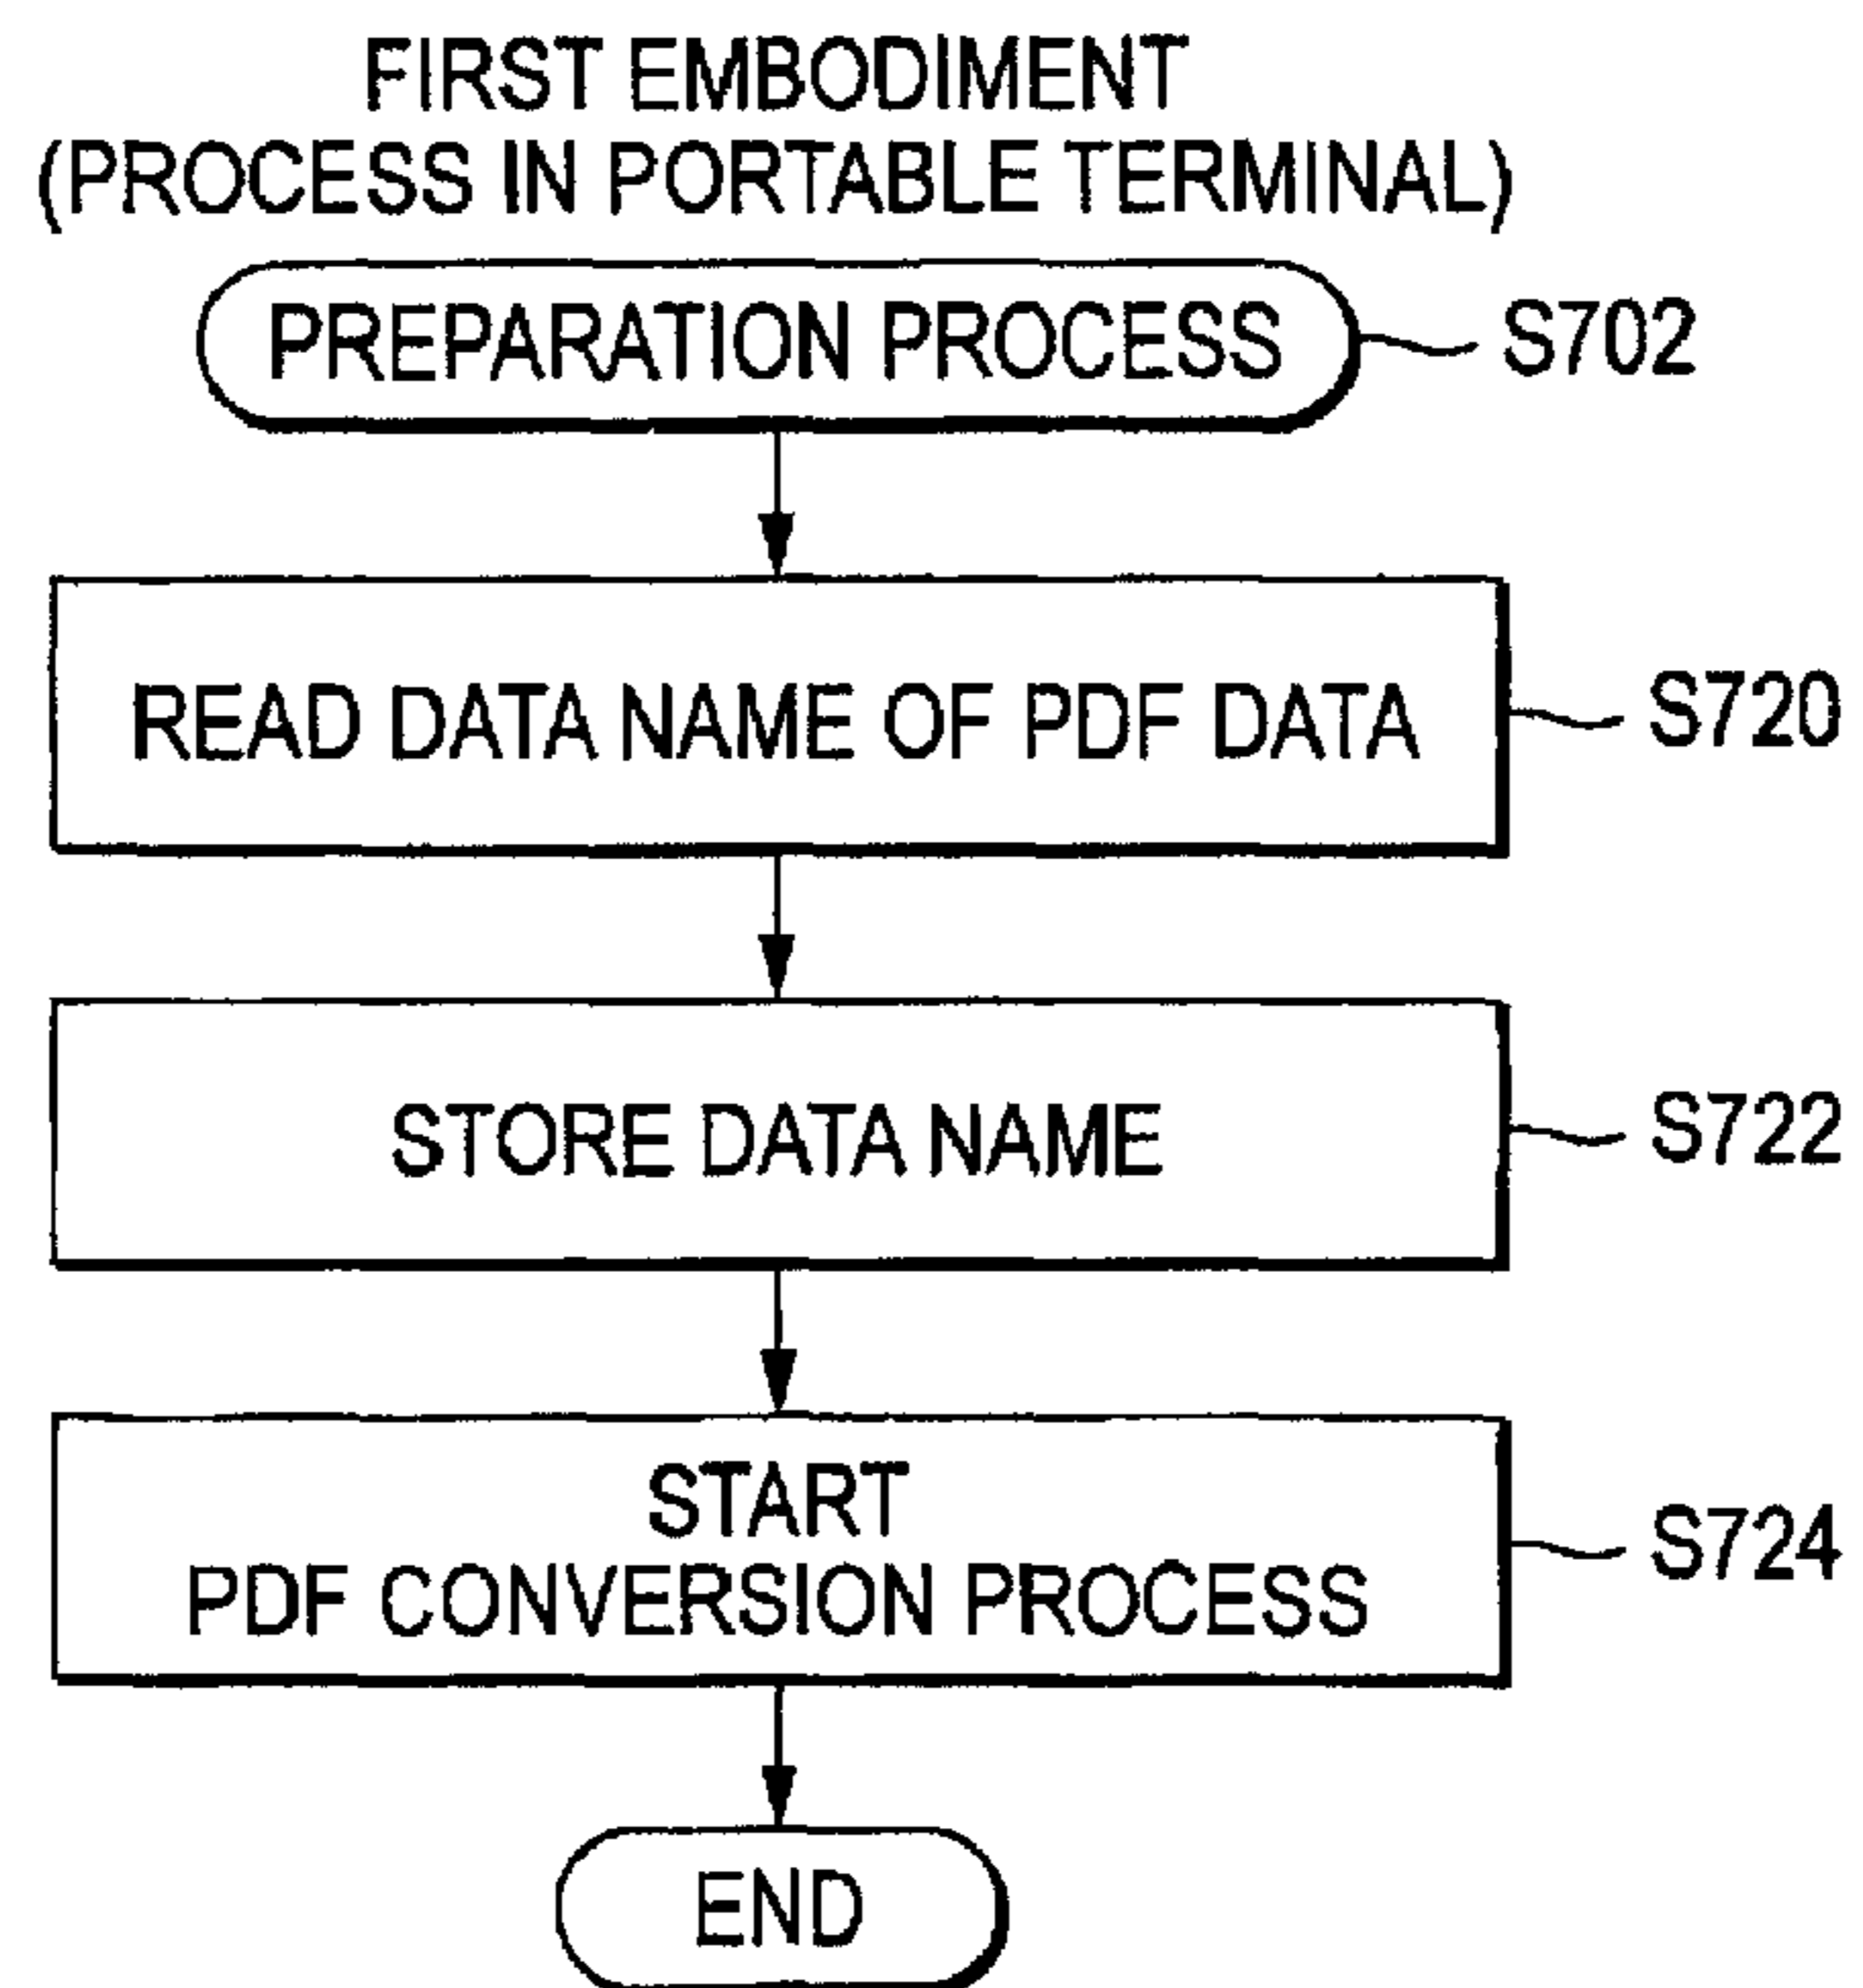 FIRST EMBODIMENT
(PROCESS IN PORTABLE TERMINAL)
PREPARATION PROCESS S702
READ DATA NAME OF PDF DATA S720
STORE DATA NAME S722
START
PDF CONVERSION PROCESS S724
END